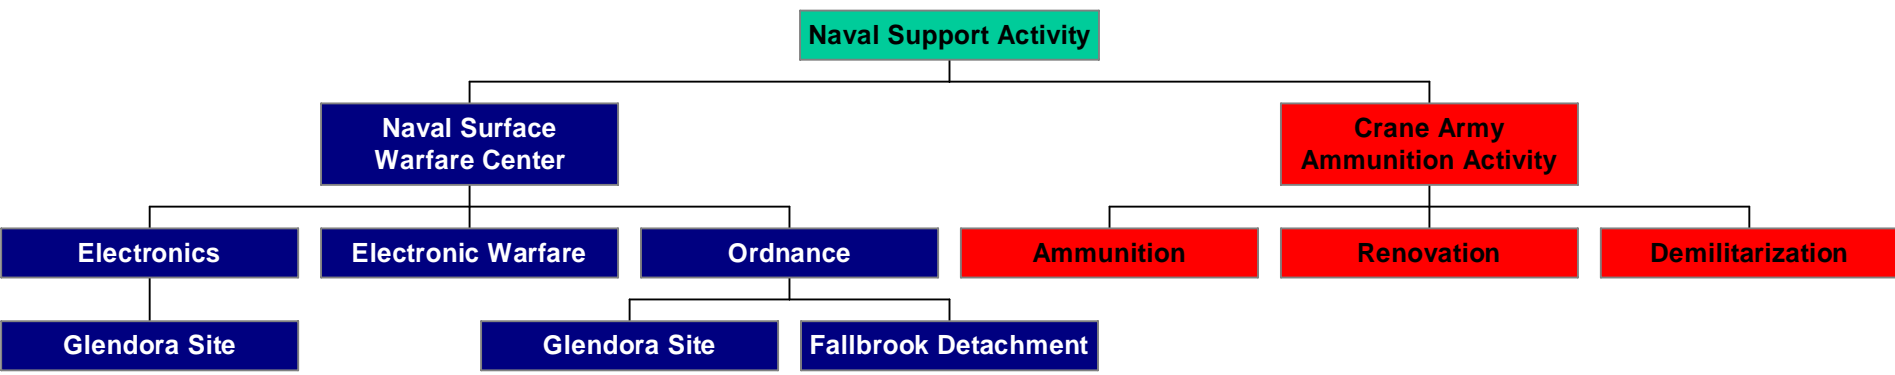 Naval Support Activity
Naval Surface
Warfare Center
Crane Army
Ammunition Activity
Electronics
Electronic Warfare
Ordnance
Ammunition
Renovation
Demilitarization
Glendora Site
Glendora Site
Fallbrook Detachment